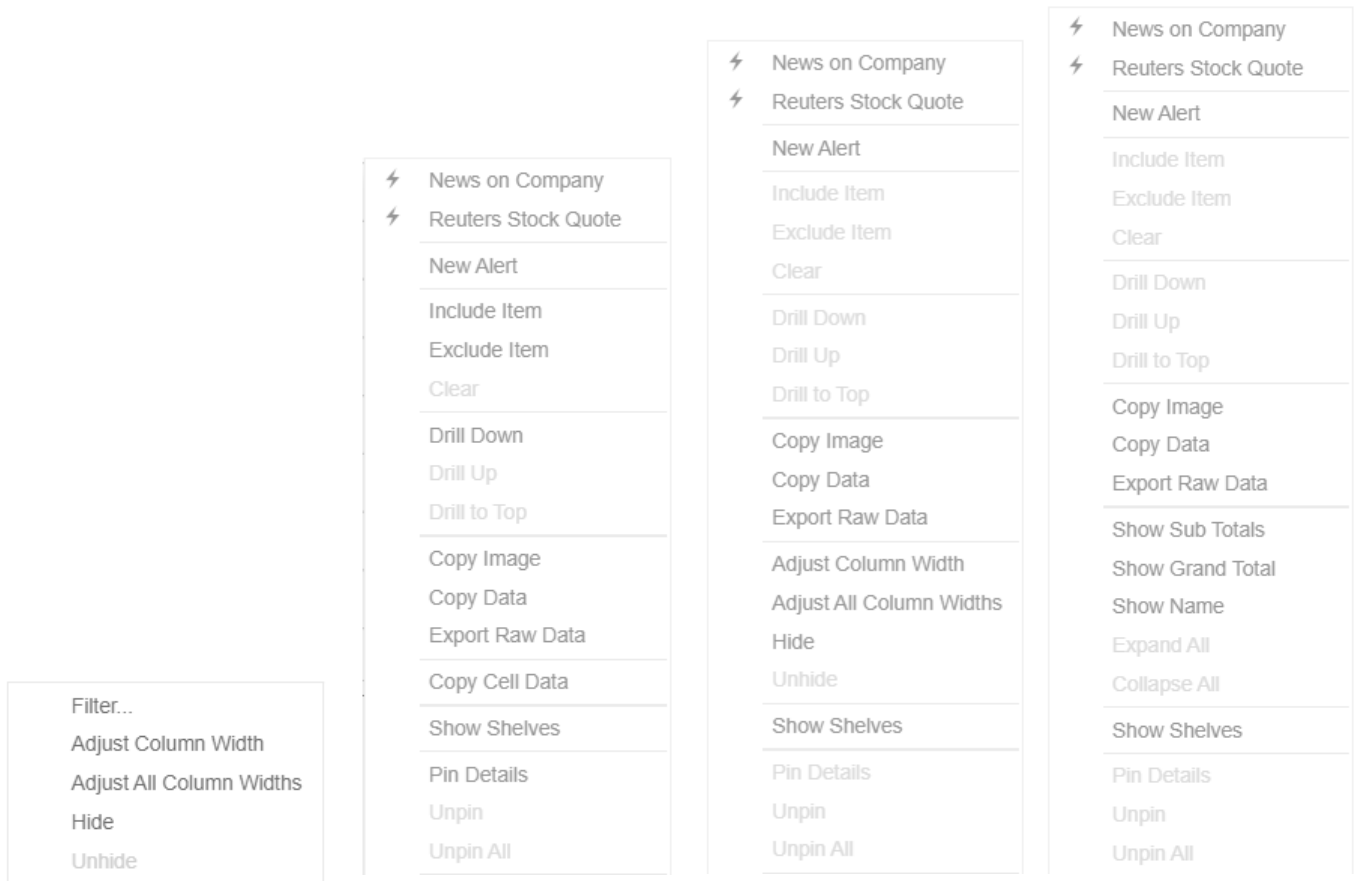 Filter...
Adjust Column Width
Adjust All Column Widths
Hide
Unhide
News on Company
Reuters Stock Quote
New Alert
Include Item
Exclude Item
Clear
Drill Down
Drill Up
Drill to Top
Copy Image
Copy Data
Export Raw Data
Copy Cell Data
Show Shelves
Pin Details
Unpin
Unpin All
News on Company
Reuters Stock Quote
New Alert
Include Item
Exclude Item
Clear
Drill Down
Drill Up
Drill to Top
Copy Image
Copy Data
Export Raw Data
Adjust Column Width
Adjust All Column Widths
Hide
Unhide
Show Shelves
Pin Details
Unpin
Unpin All
News on Company
Reuters Stock Quote
New Alert
Include Item
Exclude Item
Clear
Drill Down
Drill Up
Drill to Top
Copy Image
Copy Data
Export Raw Data
Show Sub Totals
Show Grand Total
Show Name
Expand All
Collapse All
Show Shelves
Pin Details
Unpin
Unpin All